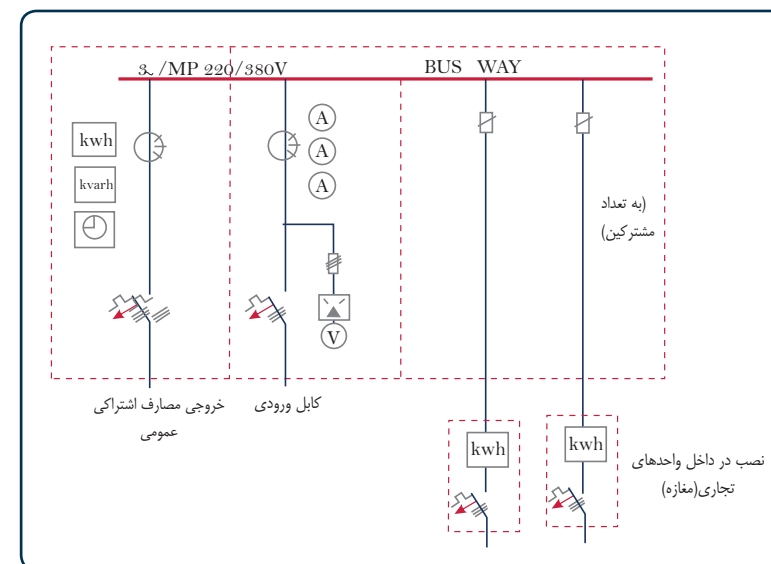 3~/MP 220/380V
BUS WAY
kwh
A
A
kvarh
A
(به تعداد
مشترکین)
V
خروجی مصارف اشتراکی
عمومی
کابل ورودی
kwh
kwh
نصب در داخل واحدهای
تجاری(مغازه)